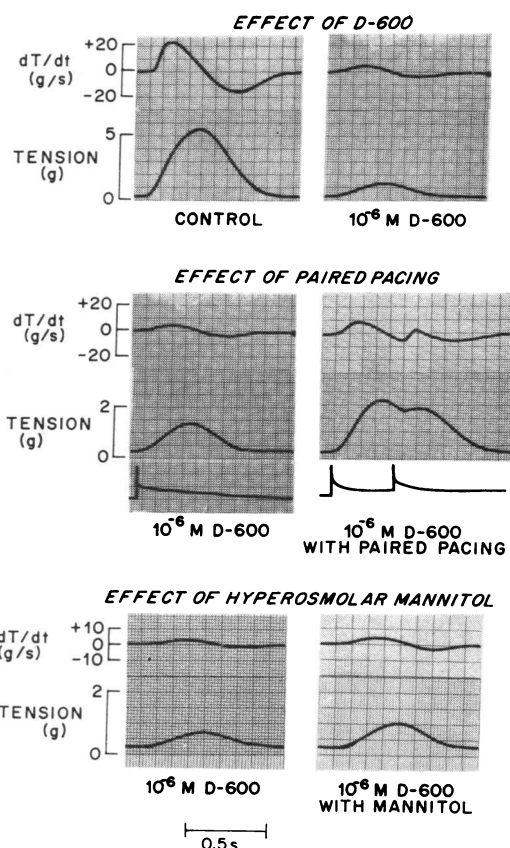 EFFECT OF D-600
+20
dT/dt
0
(g/s)
-20
5
TENSION
(g)
0
CONTROL
10⁻⁶ M D-600
EFFECT OF PAIRED PACING
+20
dT/dt
0
(g/s)
-20
2
TENSION
(g)
0
10⁻⁶ M D-600
10⁻⁶ M D-600
WITH PAIRED PACING
EFFECT OF HYPEROSMOLAR MANNITOL
+10
dT/dt
0
(g/s)
-10
2
TENSION
(g)
0
10⁻⁶ M D-600
10⁻⁶ M D-600
WITH MANNITOL
0.5 s